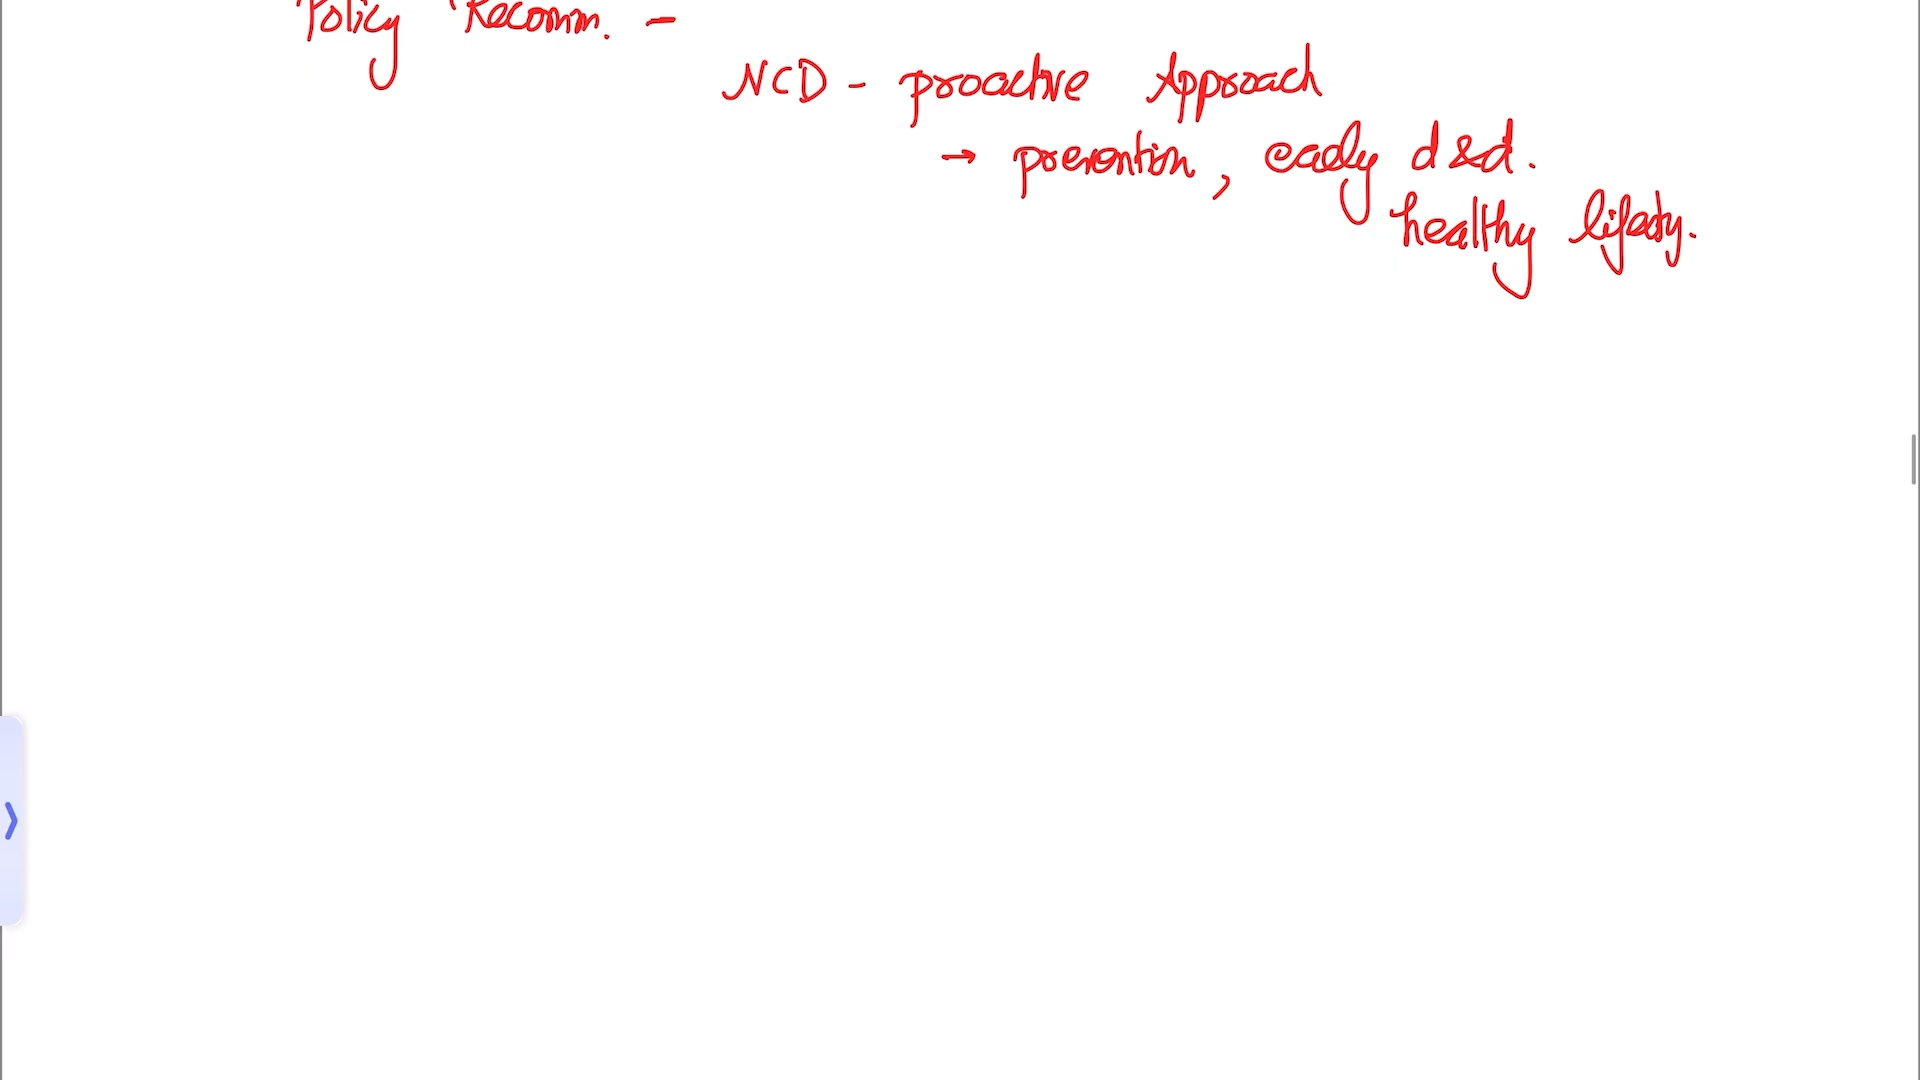 Policy Recomm. -
NCD - proactive Approach
→ prevention, early d&d.
healthy lifesty.